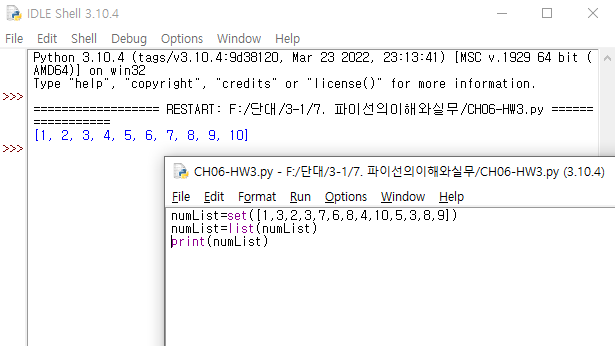 IDLE Shell 3.10.4
File Edit Shell Debug Options Window Help
Python 3.10.4 (tags/v3.10.4:9d38120, Mar 23 2022, 23:13:41) [MSC v.1929 64 bit (
AMD64)] on win32
Type "help", "copyright", "credits" or "license()" for more information.
>>>
================== RESTART: F:/단대/3-1/7. 파이선의이해와실무/CH06-HW3.py ======
===========
[1, 2, 3, 4, 5, 6, 7, 8, 9, 10]
>>>
CH06-HW3.py - F:/단대/3-1/7. 파이선의이해와실무/CH06-HW3.py (3.10.4)
File Edit Format Run Options Window Help
numList=set([1,3,2,3,7,6,8,4,10,5,3,8,9])
numList=list(numList)
print(numList)